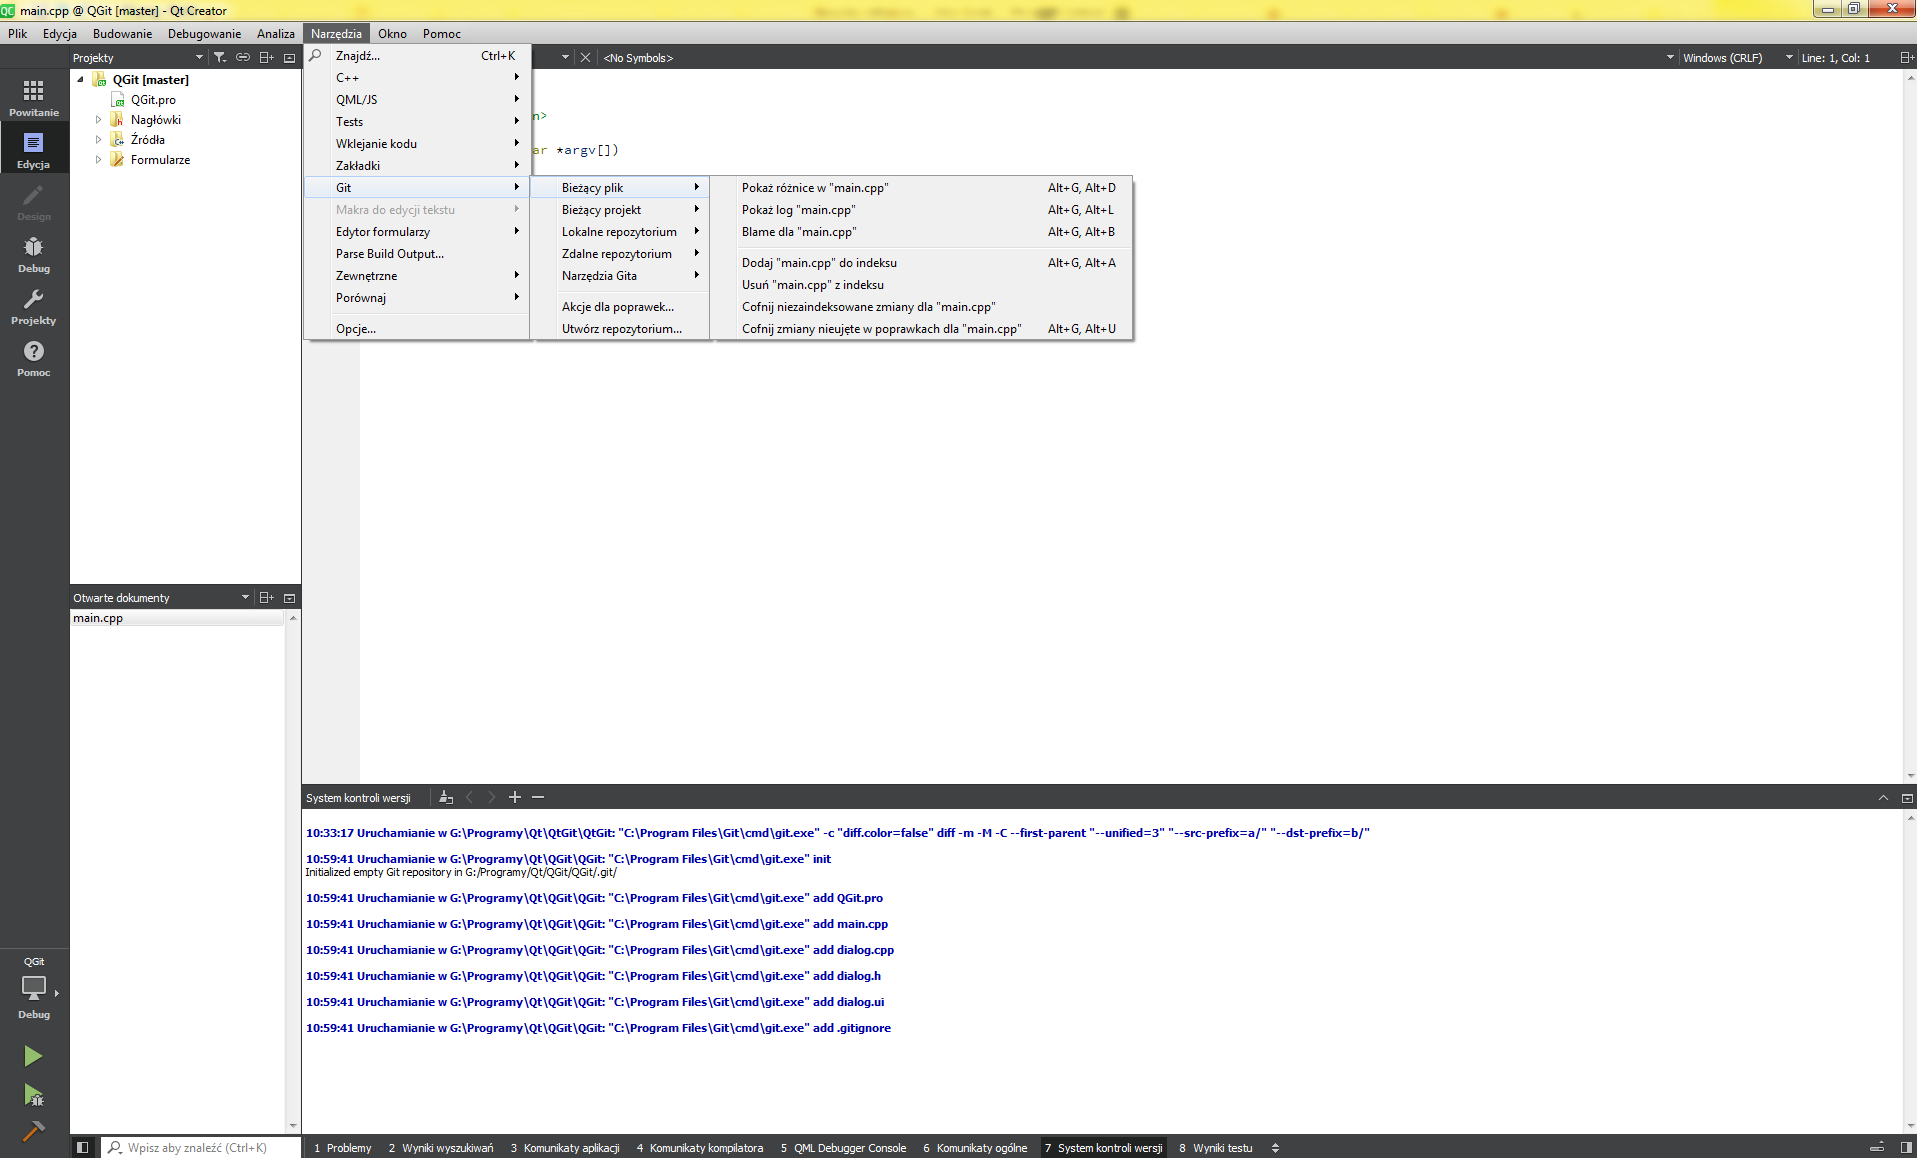 main.cpp @ QGit [master] - Qt Creator
Plik Edycja Budowanie Debugowanie Analiza Narzędzia Okno Pomoc
Projekty
<No Symbols>
Windows (CRLF)
Line: 1, Col: 1
Powitanie
Edycja
Design
Debug
Projekty
Pomoc
QGit [master]
QGit.pro
Nagłówki
Źródła
Formularze
Znajdź... Ctrl+K
C++
QML/JS
Tests
Wklejanie kodu
Zakładki
Git
Makra do edycji tekstu
Edytor formularzy
Parse Build Output...
Zewnętrzne
Porównaj
Opcje...
n>
ar *argv[])
Bieżący plik
Bieżący projekt
Lokalne repozytorium
Zdalne repozytorium
Narzędzia Gita
Akcje dla poprawek...
Utwórz repozytorium...
Pokaż różnice w "main.cpp" Alt+G, Alt+D
Pokaż log "main.cpp" Alt+G, Alt+L
Blame dla "main.cpp" Alt+G, Alt+B
Dodaj "main.cpp" do indeksu Alt+G, Alt+A
Usuń "main.cpp" z indeksu
Cofnij niezaindeksowane zmiany dla "main.cpp"
Cofnij zmiany nieujęte w poprawkach dla "main.cpp" Alt+G, Alt+U
Otwarte dokumenty
main.cpp
System kontroli wersji
10:33:17 Uruchamianie w G:\Programy\Qt\QtGit\QtGit: "C:\Program Files\Git\cmd\git.exe" -c "diff.color=false" diff -m -M -C --first-parent "--unified=3" "--src-prefix=a/" "--dst-prefix=b/"
10:59:41 Uruchamianie w G:\Programy\Qt\QGit\QGit: "C:\Program Files\Git\cmd\git.exe" init
Initialized empty Git repository in G:/Programy/Qt/QGit/QGit/.git/
10:59:41 Uruchamianie w G:\Programy\Qt\QGit\QGit: "C:\Program Files\Git\cmd\git.exe" add QGit.pro
10:59:41 Uruchamianie w G:\Programy\Qt\QGit\QGit: "C:\Program Files\Git\cmd\git.exe" add main.cpp
10:59:41 Uruchamianie w G:\Programy\Qt\QGit\QGit: "C:\Program Files\Git\cmd\git.exe" add dialog.cpp
10:59:41 Uruchamianie w G:\Programy\Qt\QGit\QGit: "C:\Program Files\Git\cmd\git.exe" add dialog.h
10:59:41 Uruchamianie w G:\Programy\Qt\QGit\QGit: "C:\Program Files\Git\cmd\git.exe" add dialog.ui
10:59:41 Uruchamianie w G:\Programy\Qt\QGit\QGit: "C:\Program Files\Git\cmd\git.exe" add .gitignore
QGit
Debug
Wpisz aby znaleźć (Ctrl+K)
1 Problemy 2 Wyniki wyszukiwań 3 Komunikaty aplikacji 4 Komunikaty kompilatora 5 QML Debugger Console 6 Komunikaty ogólne 7 System kontroli wersji 8 Wyniki testu